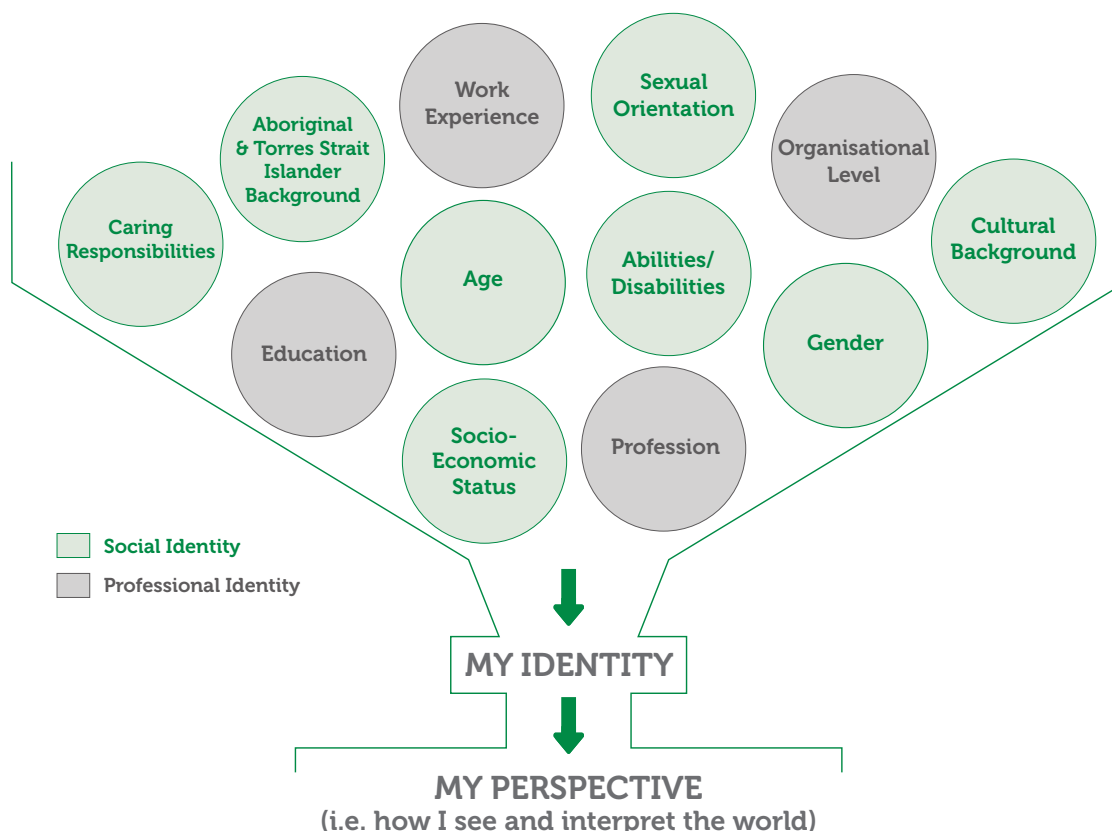 Work
Experience
Sexual
Orientation
Aboriginal
& Torres Strait
Islander
Background
Organisational
Level
Caring
Responsibilities
Cultural
Background
Age
Abilities/
Disabilities
Education
Gender
Socio-
Economic
Status
Profession
Social Identity
Professional Identity
MY IDENTITY
MY PERSPECTIVE
(i.e. how I see and interpret the world)